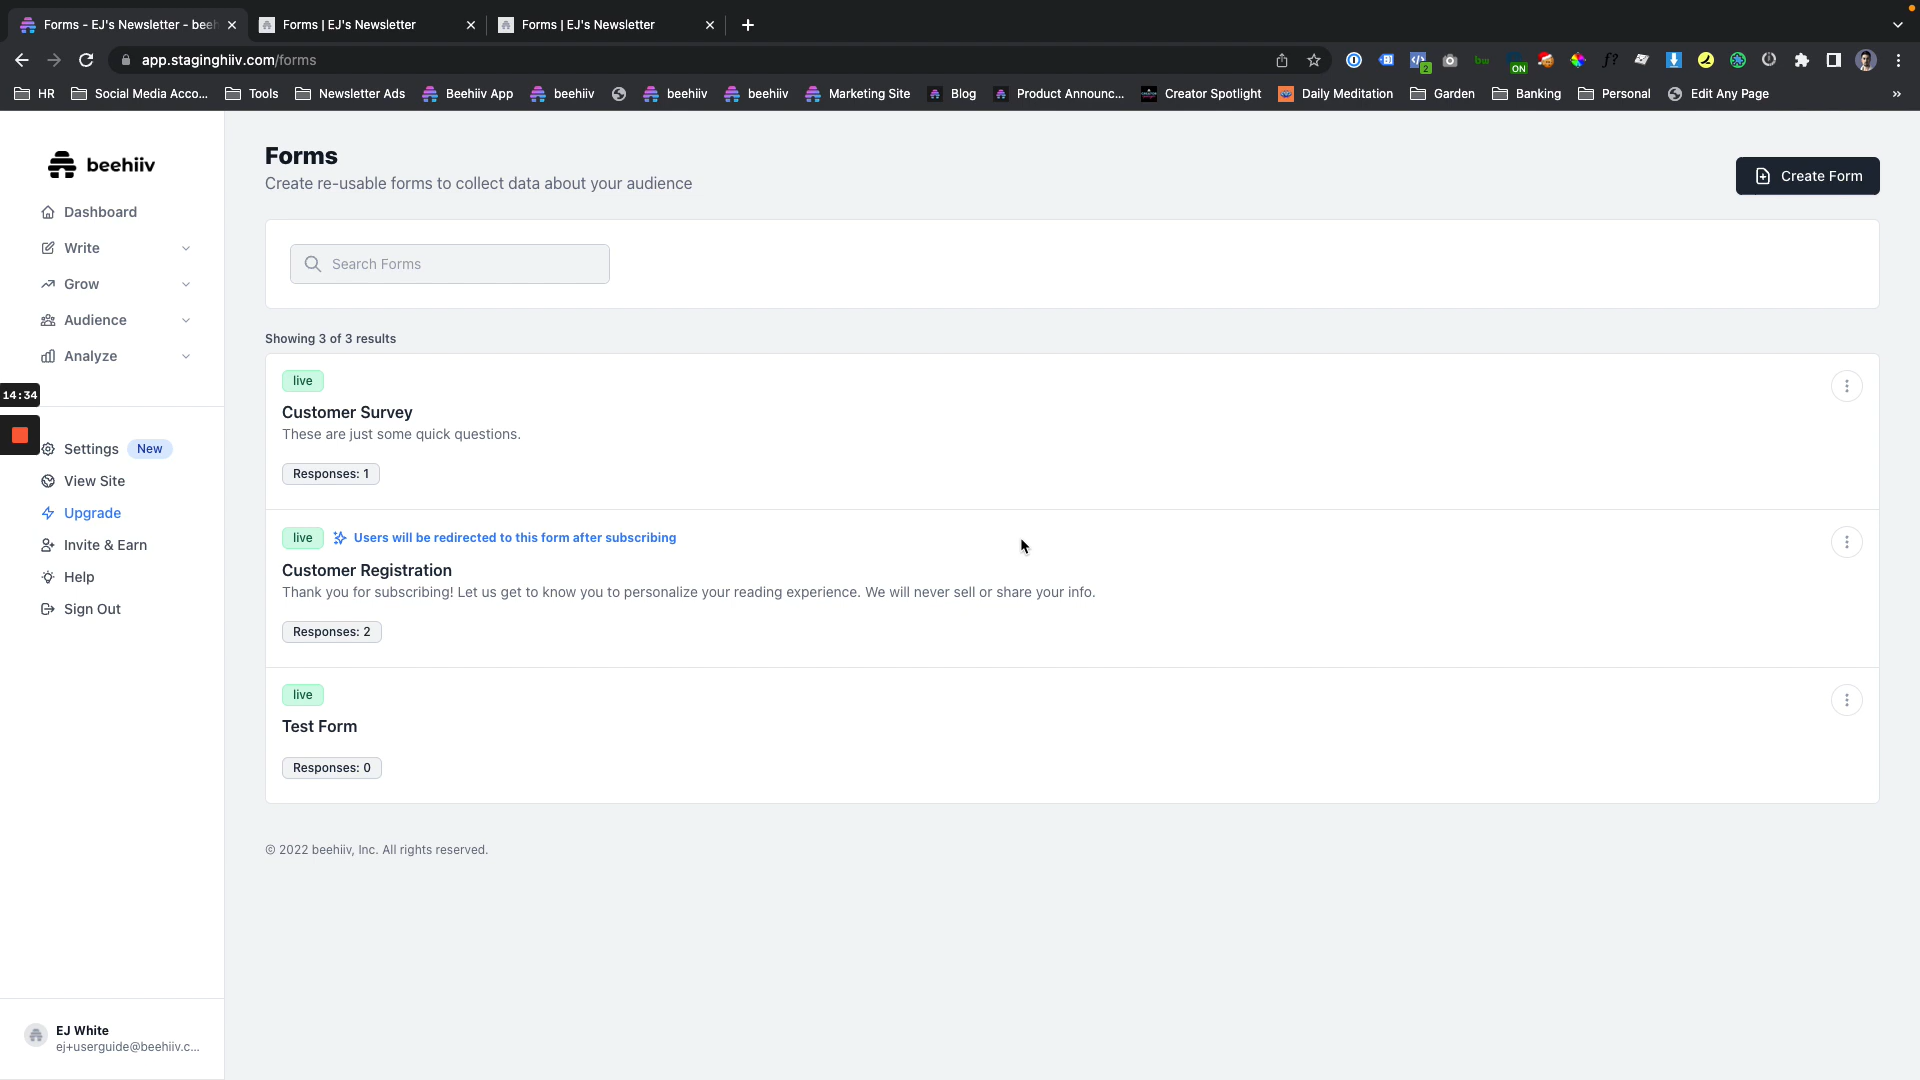 Forms - EJ's Newsletter - beeh
Forms | EJ's Newsletter
Forms | EJ's Newsletter
app.staginghiiv.com/forms
2
bw
ON
f?
HR
Social Media Acco...
Tools
Newsletter Ads
Beehiiv App
beehiiv
beehiiv
beehiiv
Marketing Site
Blog
Product Announc...
Creator Spotlight
Daily Meditation
Garden
Banking
Personal
Edit Any Page
»
beehiiv
Dashboard
Write
Grow
Audience
Analyze
14:34
Settings New
View Site
Upgrade
Invite & Earn
Help
Sign Out
EJ White
ej+userguide@beehiiv.c...
Forms
Create re-usable forms to collect data about your audience
Create Form
Search Forms
Showing 3 of 3 results
live
Customer Survey
These are just some quick questions.
Responses: 1
live Users will be redirected to this form after subscribing
Customer Registration
Thank you for subscribing! Let us get to know you to personalize your reading experience. We will never sell or share your info.
Responses: 2
live
Test Form
Responses: 0
© 2022 beehiiv, Inc. All rights reserved.